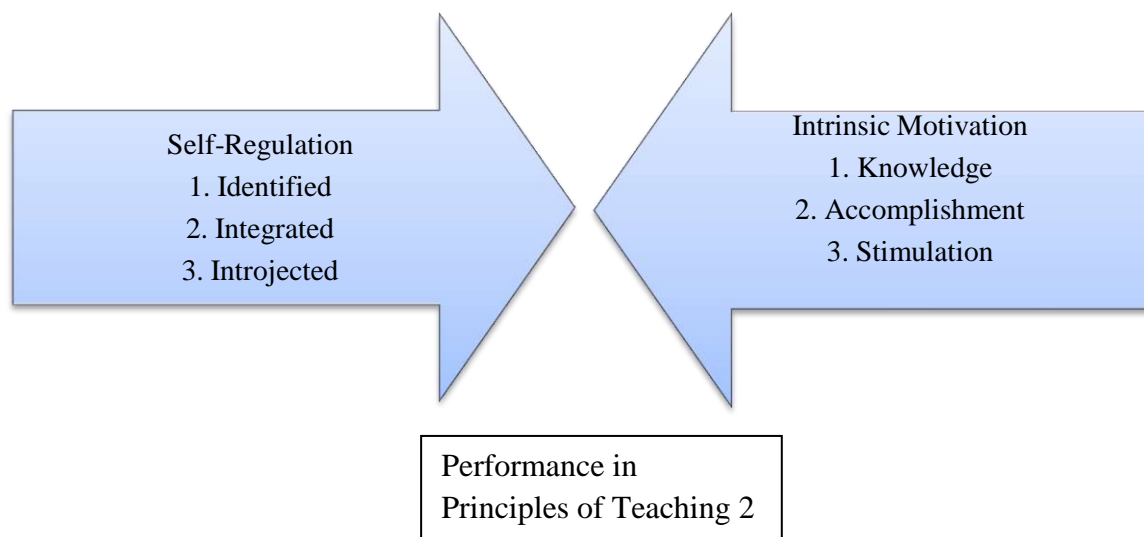 Self-Regulation
1. Identified
2. Integrated
3. Introjected
Intrinsic Motivation
1. Knowledge
2. Accomplishment
3. Stimulation
Performance in
Principles of Teaching 2